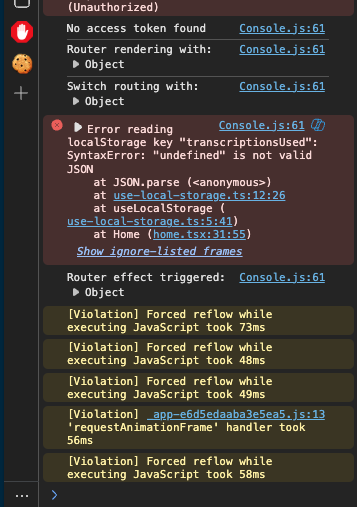 (Unauthorized)
No access token found Console.js:61
Router rendering with: Console.js:61
▶ Object
Switch routing with: Console.js:61
▶ Object
▶ Error reading Console.js:61
localStorage key "transcriptionsUsed":
SyntaxError: "undefined" is not valid
JSON
at JSON.parse (<anonymous>)
at use-local-storage.ts:12:26
at useLocalStorage (
use-local-storage.ts:5:41)
at Home (home.tsx:31:55)
Show ignore-listed frames
Router effect triggered: Console.js:61
▶ Object
[Violation] Forced reflow while
executing JavaScript took 73ms
[Violation] Forced reflow while
executing JavaScript took 48ms
[Violation] Forced reflow while
executing JavaScript took 49ms
[Violation] _app-e6d5edaaba3e5ea5.js:13
'requestAnimationFrame' handler took
56ms
[Violation] Forced reflow while
executing JavaScript took 58ms